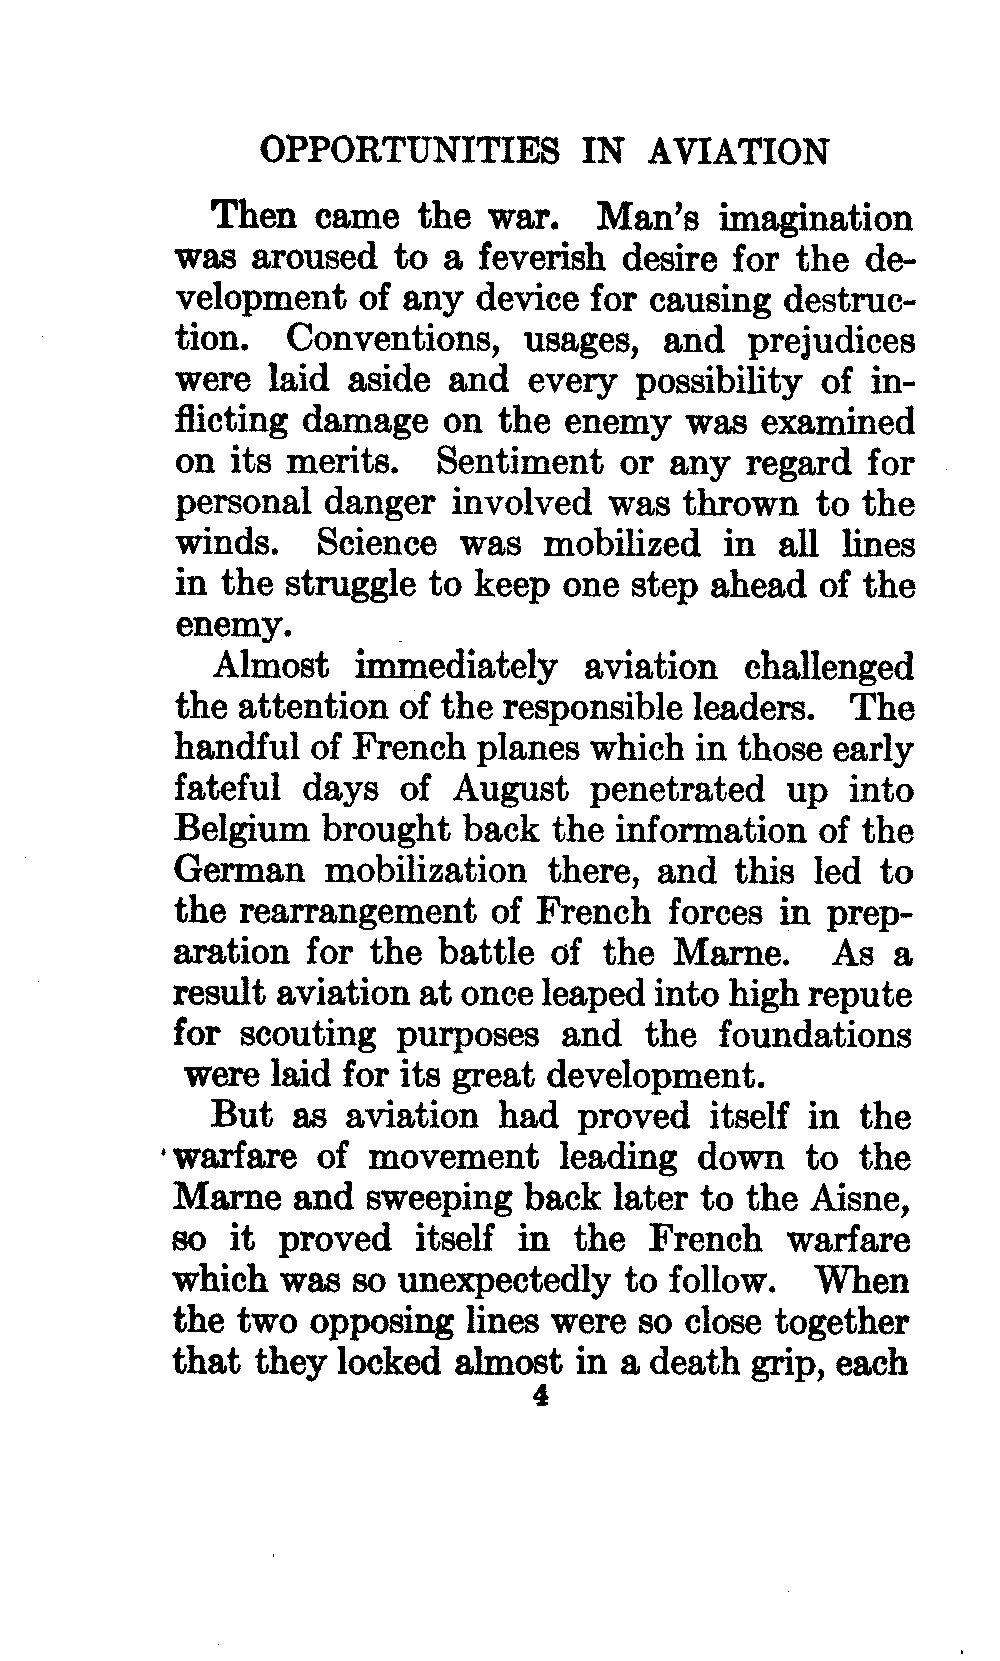 OPPORTUNITIES IN AVIATION
Then came the war. Man's imagination
was aroused to a feverish desire for the de-
velopment of any device for causing destruc-
tion. Conventions, usages, and prejudices
were laid aside and every possibility of in-
flicting damage on the enemy was examined
on its merits. Sentiment or any regard for
personal danger involved was thrown to the
winds. Science was mobilized in all lines
in the struggle to keep one step ahead of the
enemy.
Almost immediately aviation challenged
the attention of the responsible leaders. The
handful of French planes which in those early
fateful days of August penetrated up into
Belgium brought back the information of the
German mobilization there, and this led to
the rearrangement of French forces in prep-
aration for the battle of the Marne. As a
result aviation at once leaped into high repute
for scouting purposes and the foundations
were laid for its great development.
But as aviation had proved itself in the
warfare of movement leading down to the
Marne and sweeping back later to the Aisne,
so it proved itself in the French warfare
which was so unexpectedly to follow. When
the two opposing lines were so close together
that they locked almost in a death grip, each
4